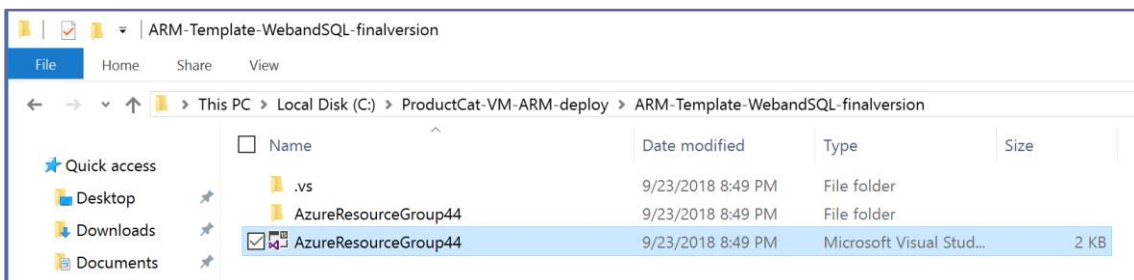 ARM-Template-WebandSQL-finalversion
File Home Share View
This PC > Local Disk (C:) > ProductCat-VM-ARM-deploy > ARM-Template-WebandSQL-finalversion
Name Date modified Type Size
Quick access
.vs 9/23/2018 8:49 PM File folder
Desktop
AzureResourceGroup44 9/23/2018 8:49 PM File folder
Downloads
AzureResourceGroup44 9/23/2018 8:49 PM Microsoft Visual Stud... 2 KB
Documents